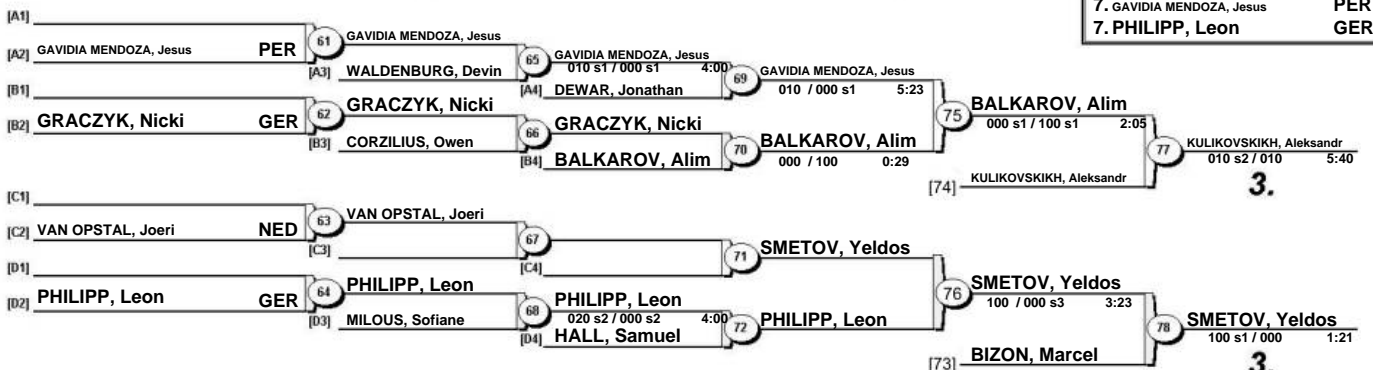 7. GAVIDIA MENDOZA, Jesus PER
7. PHILIPP, Leon GER
[A1]
[A2] GAVIDIA MENDOZA, Jesus PER
61 GAVIDIA MENDOZA, Jesus
[A3] WALDENBURG, Devin
65 GAVIDIA MENDOZA, Jesus
010 s1 / 000 s1 4:00
[A4] DEWAR, Jonathan
69 GAVIDIA MENDOZA, Jesus
010 / 000 s1 5:23
[B1]
[B2] GRACZYK, Nicki GER
62 GRACZYK, Nicki
[B3] CORZILIUS, Owen
66 GRACZYK, Nicki
[B4] BALKAROV, Alim
70 BALKAROV, Alim
000 / 100 0:29
75 BALKAROV, Alim
000 s1 / 100 s1 2:05
[74] KULIKOVSKIKH, Aleksandr
77 KULIKOVSKIKH, Aleksandr
010 s2 / 010 5:40
3.
[C1]
[C2] VAN OPSTAL, Joeri NED
63 VAN OPSTAL, Joeri
[C3]
67
[C4]
71 SMETOV, Yeldos
[D1]
[D2] PHILIPP, Leon GER
64 PHILIPP, Leon
[D3] MILOUS, Sofiane
68 PHILIPP, Leon
020 s2 / 000 s2 4:00
[D4] HALL, Samuel
72 PHILIPP, Leon
76 SMETOV, Yeldos
100 / 000 s3 3:23
[73] BIZON, Marcel
78 SMETOV, Yeldos
100 s1 / 000 1:21
3.